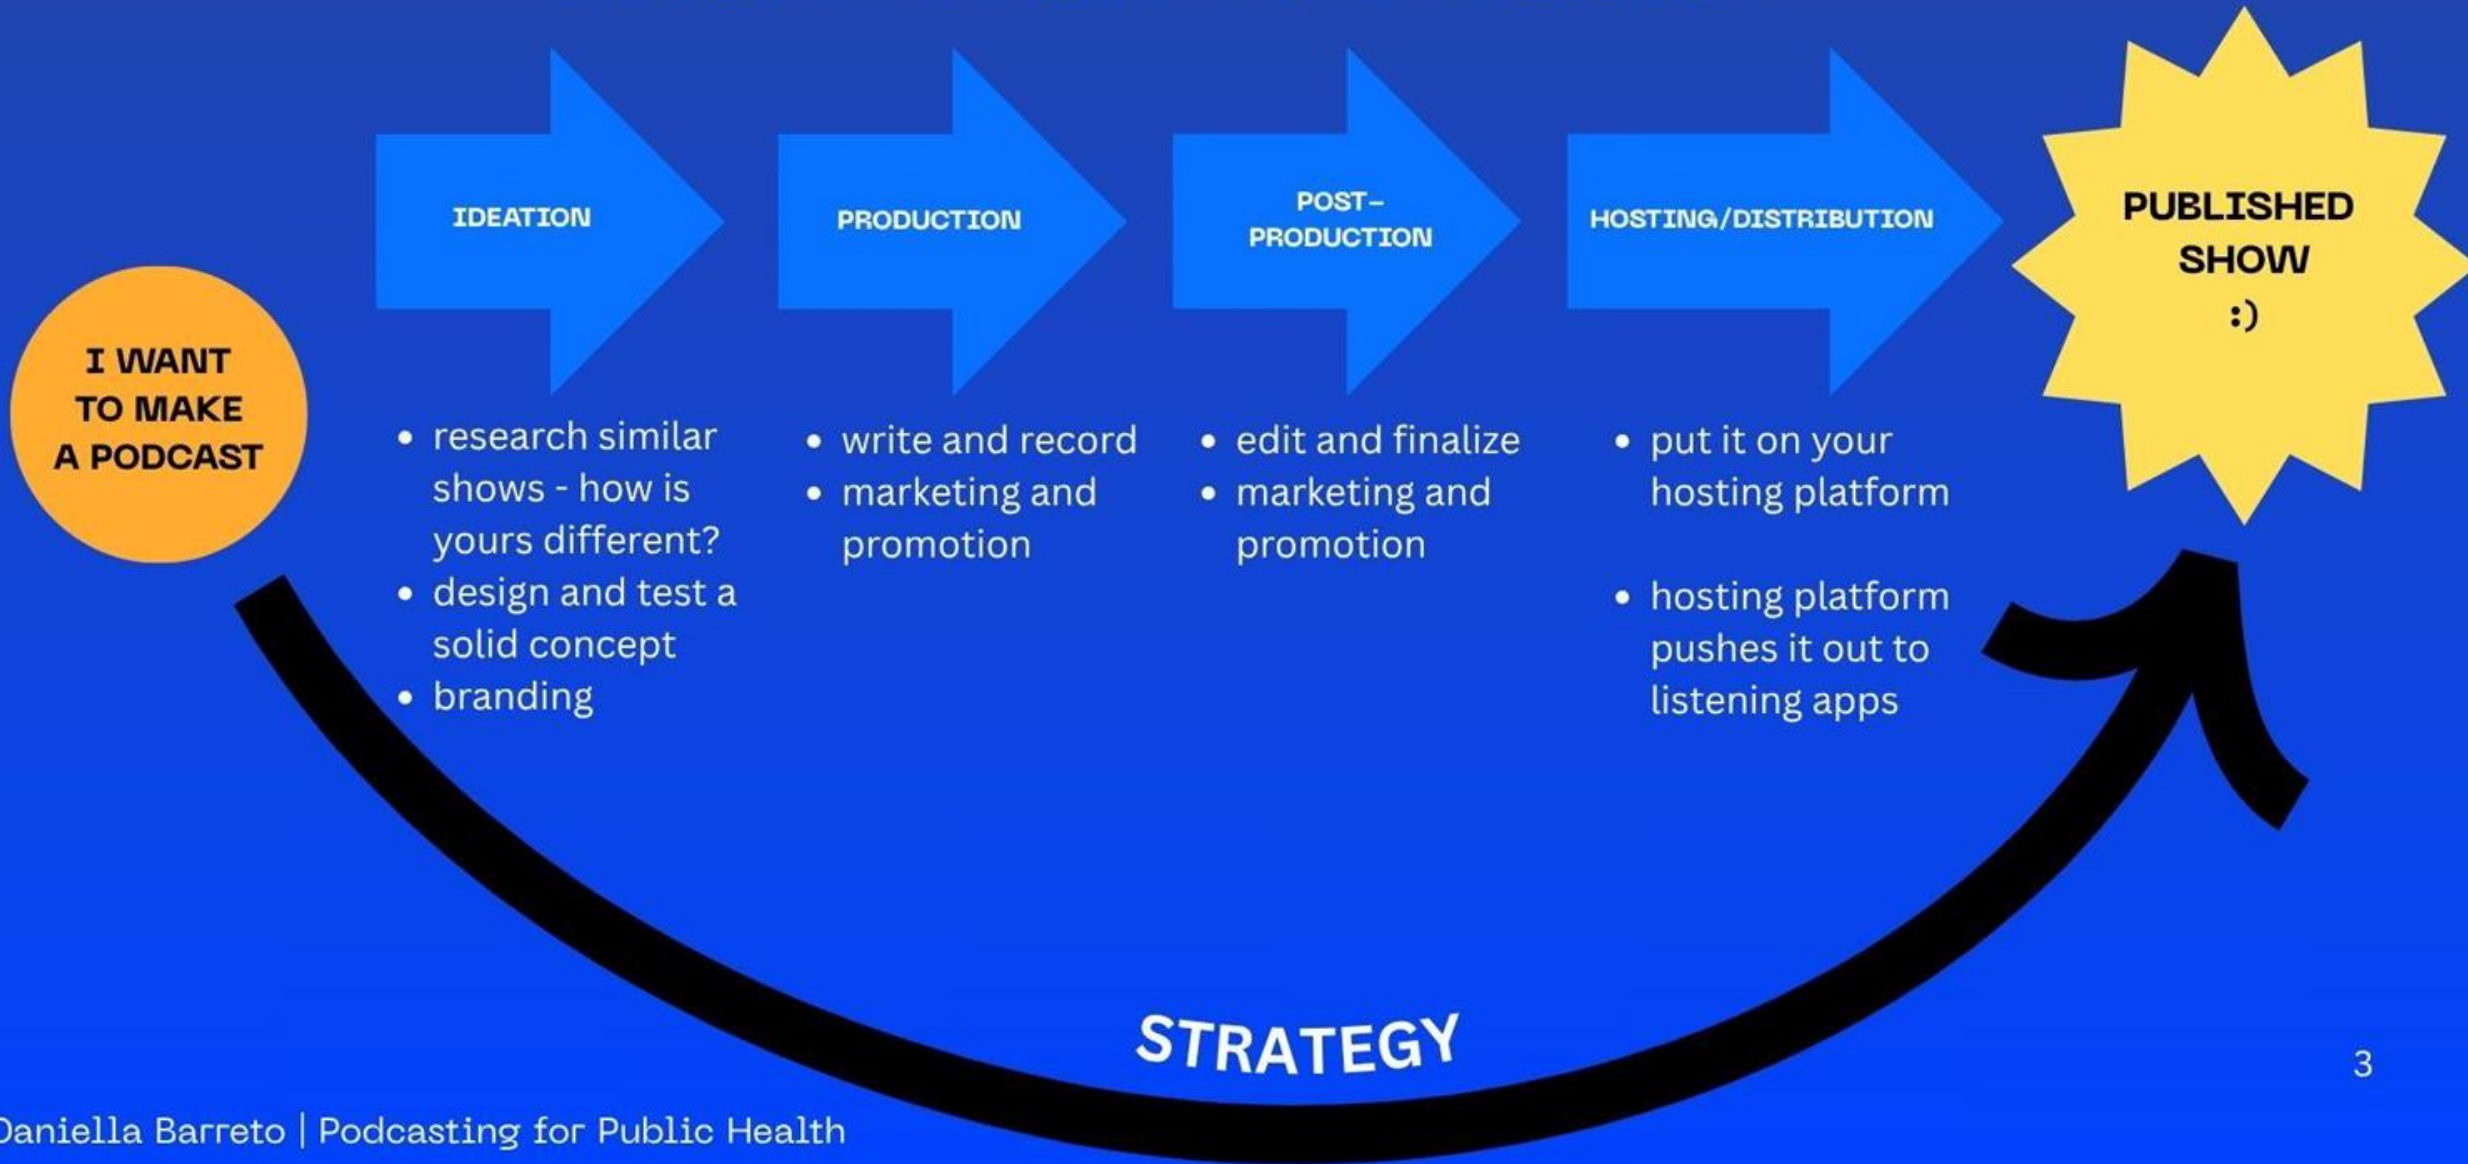 I WANT
TO MAKE
A PODCAST
IDEATION
• research similar
shows - how is
yours different?
• design and test a
solid concept
• branding
PRODUCTION
• write and record
• marketing and
promotion
POST-
PRODUCTION
• edit and finalize
• marketing and
promotion
HOSTING/DISTRIBUTION
• put it on your
hosting platform
• hosting platform
pushes it out to
listening apps
PUBLISHED
SHOW
:)
STRATEGY
3
Daniella Barreto | Podcasting for Public Health